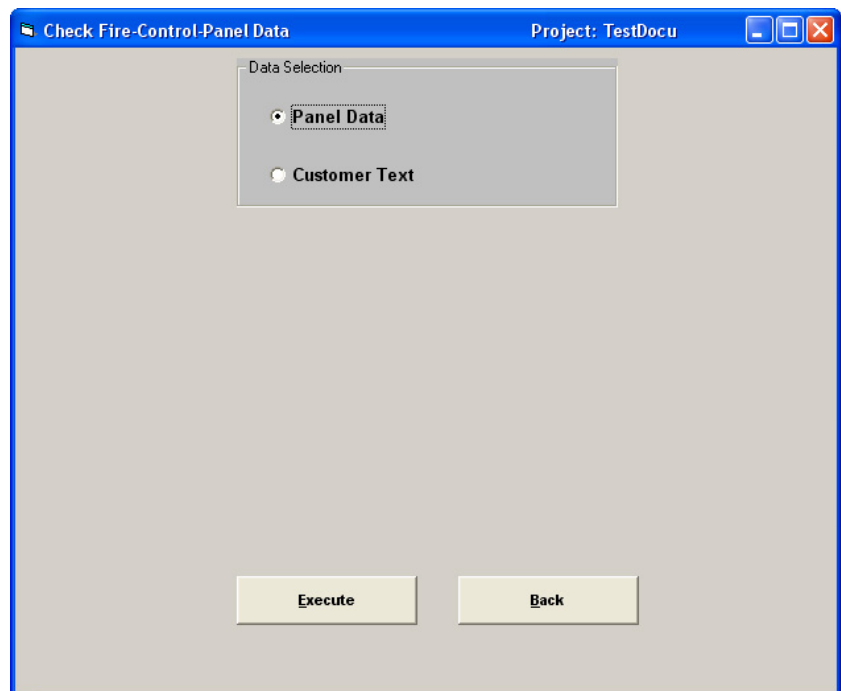 Check Fire-Control-Panel Data Project: TestDocu
Data Selection
Panel Data
Customer Text
Execute Back